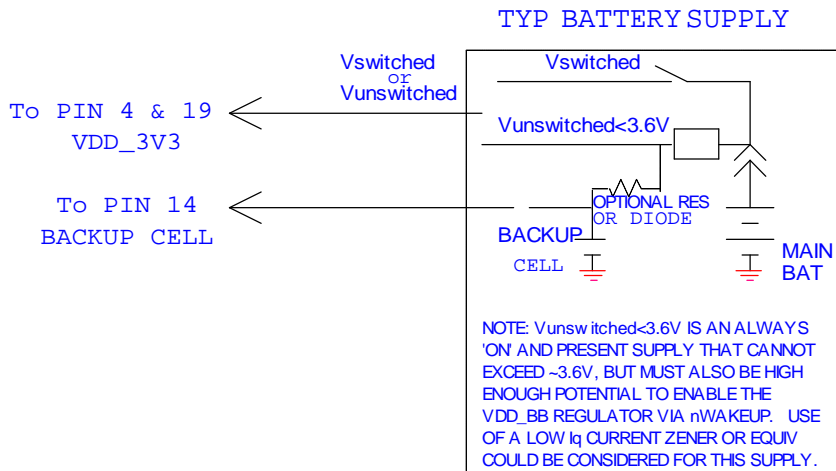 TYP BATTERY SUPPLY
Vswitched
or
Vunswitched
Vswitched
To PIN 4 & 19
VDD_3V3
Vunswitched<3.6V
To PIN 14
BACKUP CELL
OPTIONAL RES
OR DIODE
BACKUP
CELL
MAIN
BAT
NOTE: Vunswitched<3.6V IS AN ALWAYS
'ON' AND PRESENT SUPPLY THAT CANNOT
EXCEED ~3.6V, BUT MUST ALSO BE HIGH
ENOUGH POTENTIAL TO ENABLE THE
VDD_BB REGULATOR VIA nWAKEUP. USE
OF A LOW Iq CURRENT ZENER OR EQUIV
COULD BE CONSIDERED FOR THIS SUPPLY.